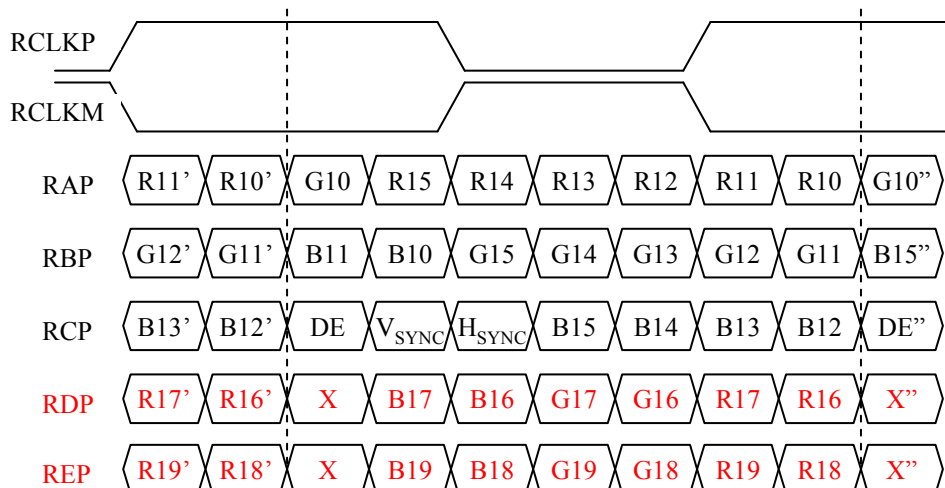 RCLKP
RCLKM
RAP R11’ R10’ G10 R15 R14 R13 R12 R11 R10 G10”
RBP G12’ G11’ B11 B10 G15 G14 G13 G12 G11 B15”
RCP B13’ B12’ DE VSYNC HSYNC B15 B14 B13 B12 DE”
RDP R17’ R16’ X B17 B16 G17 G16 R17 R16 X”
REP R19’ R18’ X B19 B18 G19 G18 R19 R18 X”